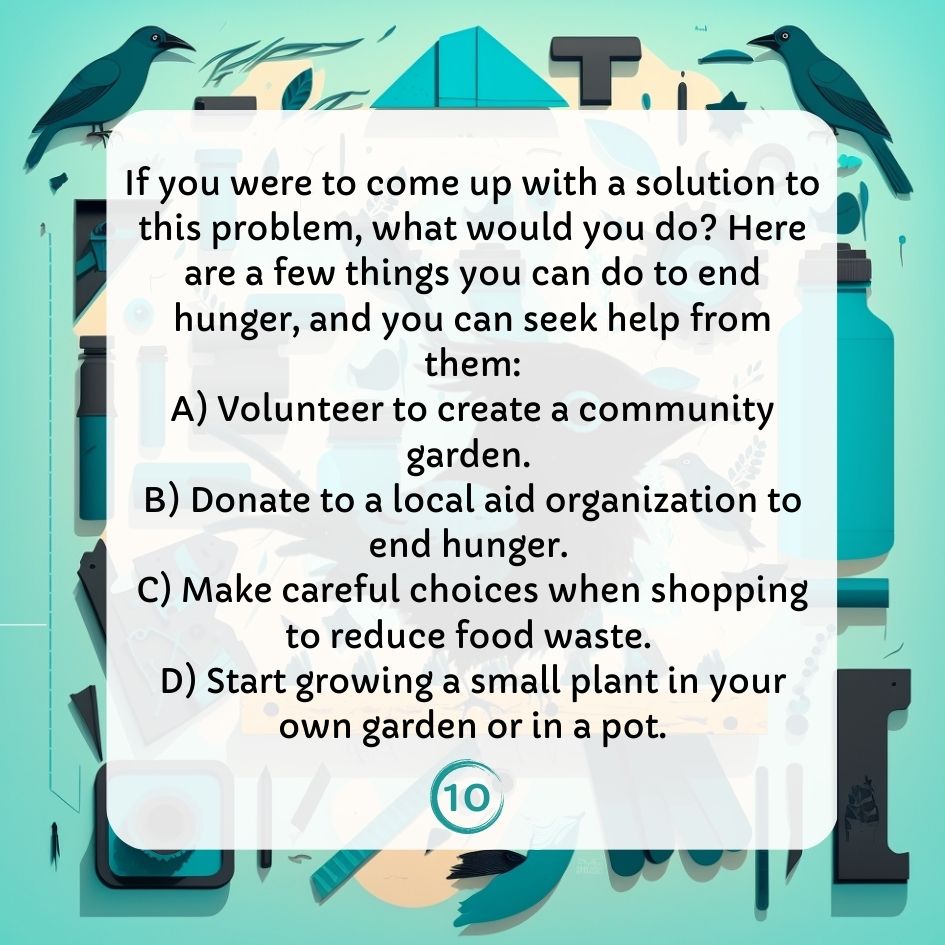 If you were to come up with a solution to
this problem, what would you do? Here
are a few things you can do to end
hunger, and you can seek help from
them:
A) Volunteer to create a community
garden.
B) Donate to a local aid organization to
end hunger.
C) Make careful choices when shopping
to reduce food waste.
D) Start growing a small plant in your
own garden or in a pot.
10